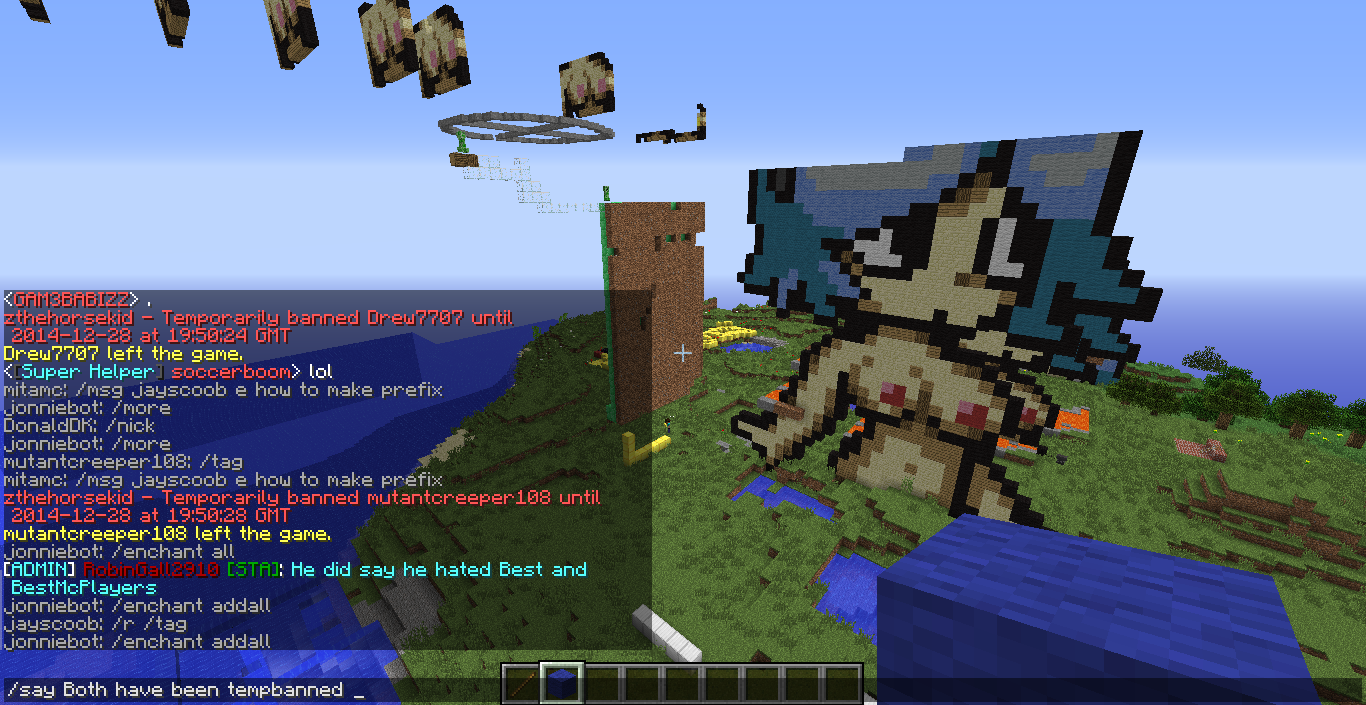 <GAM3BABIZZ> .
zthehorsekid - Temporarily banned Drew7707 until
2014-12-28 at 19:50:24 GMT
Drew7707 left the game.
<[Super Helper] soccerboom> lol
mitamc: /msg jayscoob e how to make prefix
jonniebot: /more
DonaldDK: /nick
jonniebot: /more
mutantcreeper108: /tag
mitamc: /msg jayscoob e how to make prefix
zthehorsekid - Temporarily banned mutantcreeper108 until
2014-12-28 at 19:50:28 GMT
mutantcreeper108 left the game.
jonniebot: /enchant all
[ADMIN] RobinGall2910 [STA]: He did say he hated Best and
BestMcPlayers
jonniebot: /enchant addall
jayscoob: /r /tag
jonniebot: /enchant addall
/say Both have been tempbanned _